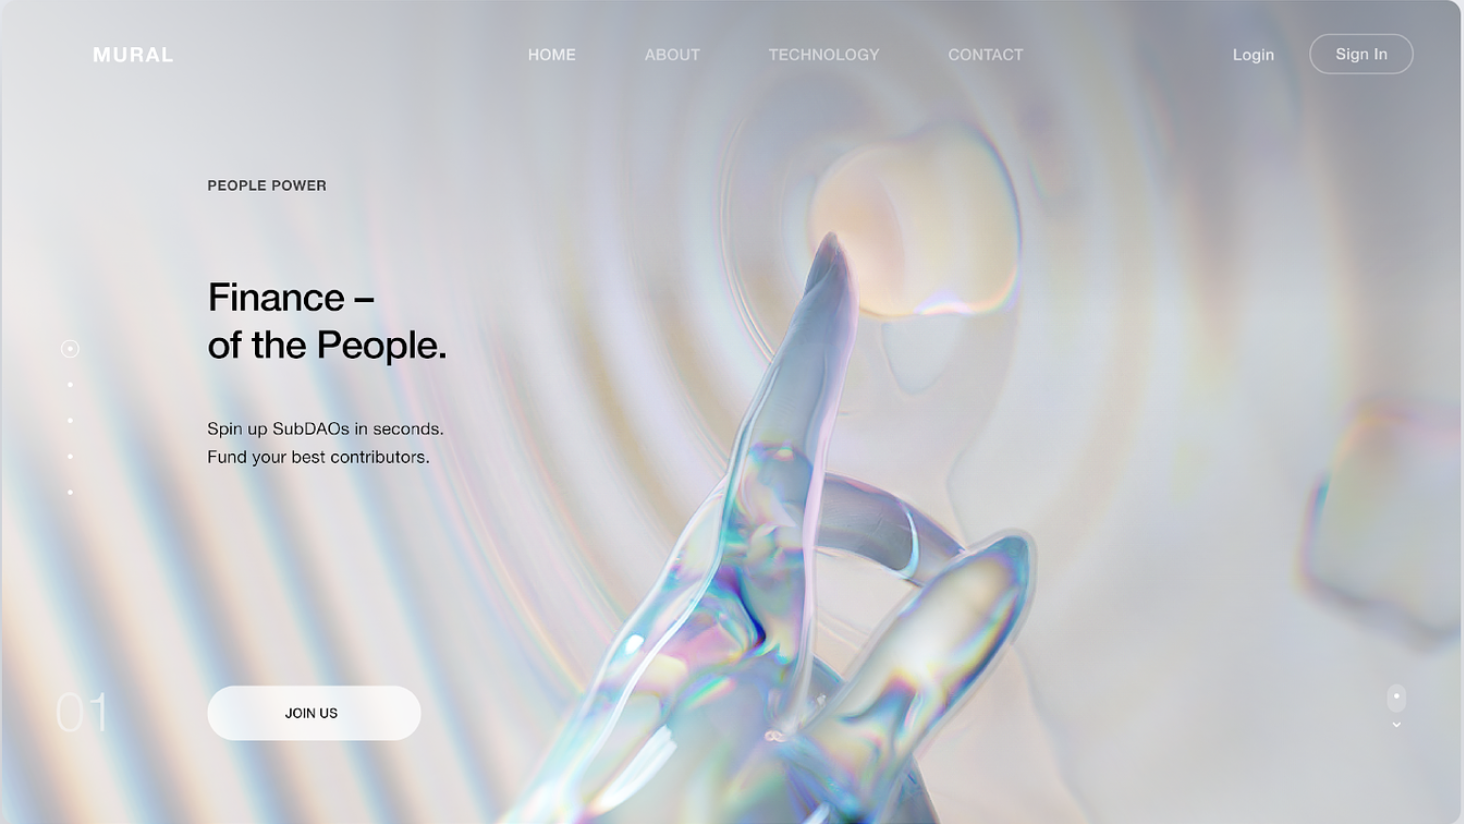 MURAL
HOME
ABOUT
TECHNOLOGY
CONTACT
Login
Sign In
PEOPLE POWER
Finance –
of the People.
Spin up SubDAOs in seconds.
Fund your best contributors.
01
JOIN US